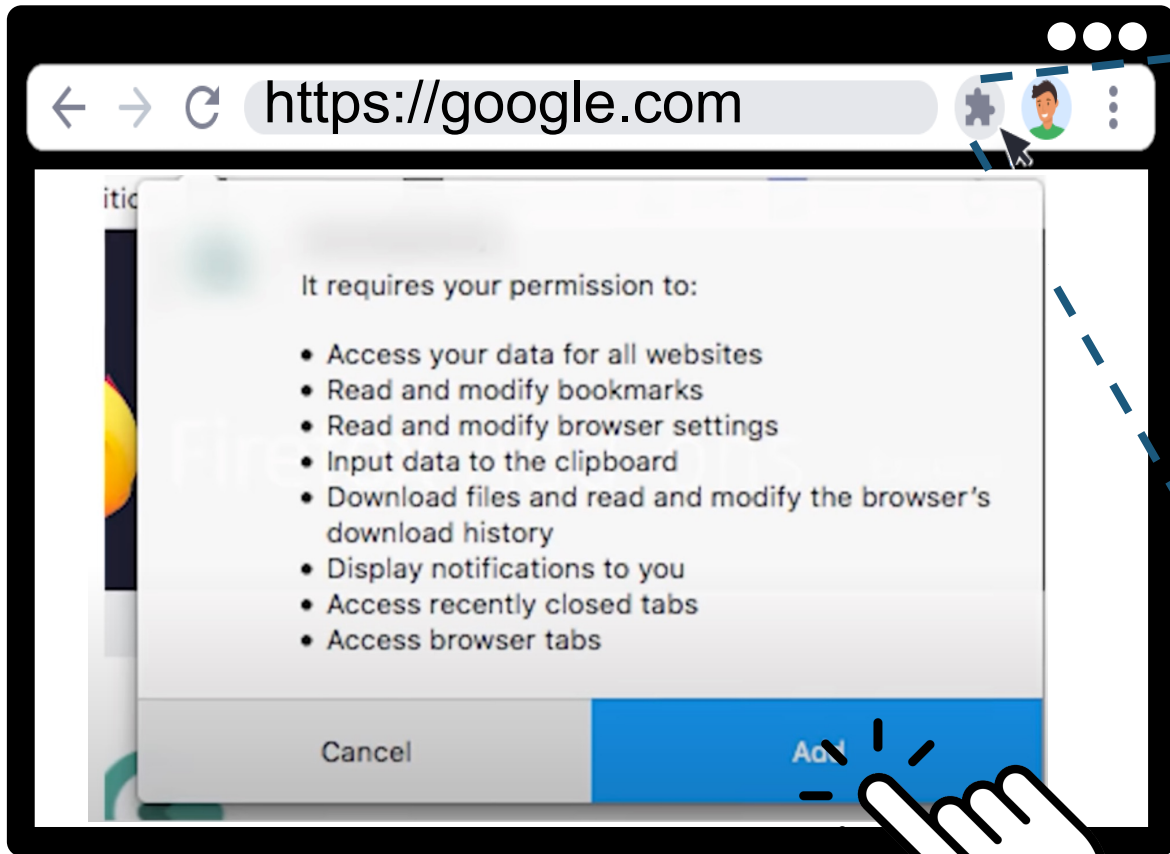 https://google.com
itic
It requires your permission to:
• Access your data for all websites
• Read and modify bookmarks
• Read and modify browser settings
• Input data to the clipboard
• Download files and read and modify the browser's
download history
• Display notifications to you
• Access recently closed tabs
• Access browser tabs
Cancel
Add